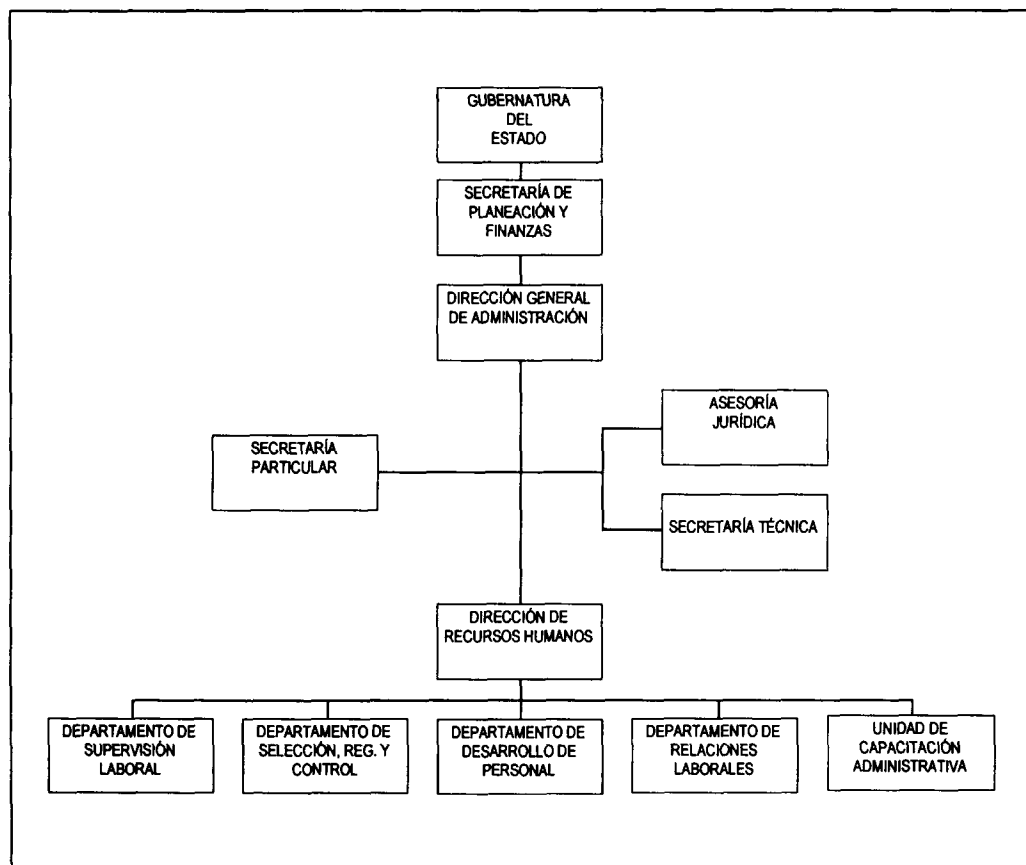 GUBERNATURA
DEL
ESTADO
SECRETARÍA DE
PLANEACIÓN Y
FINANZAS
DIRECCIÓN GENERAL
DE ADMINISTRACIÓN
ASESORÍA
JURÍDICA
SECRETARÍA
PARTICULAR
SECRETARÍA TÉCNICA
DIRECCIÓN DE
RECURSOS HUMANOS
DEPARTAMENTO DE
SUPERVISIÓN
LABORAL
DEPARTAMENTO DE
SELECCIÓN, REG. Y
CONTROL
DEPARTAMENTO DE
DESARROLLO DE
PERSONAL
DEPARTAMENTO DE
RELACIONES
LABORALES
UNIDAD DE
CAPACITACIÓN
ADMINISTRATIVA